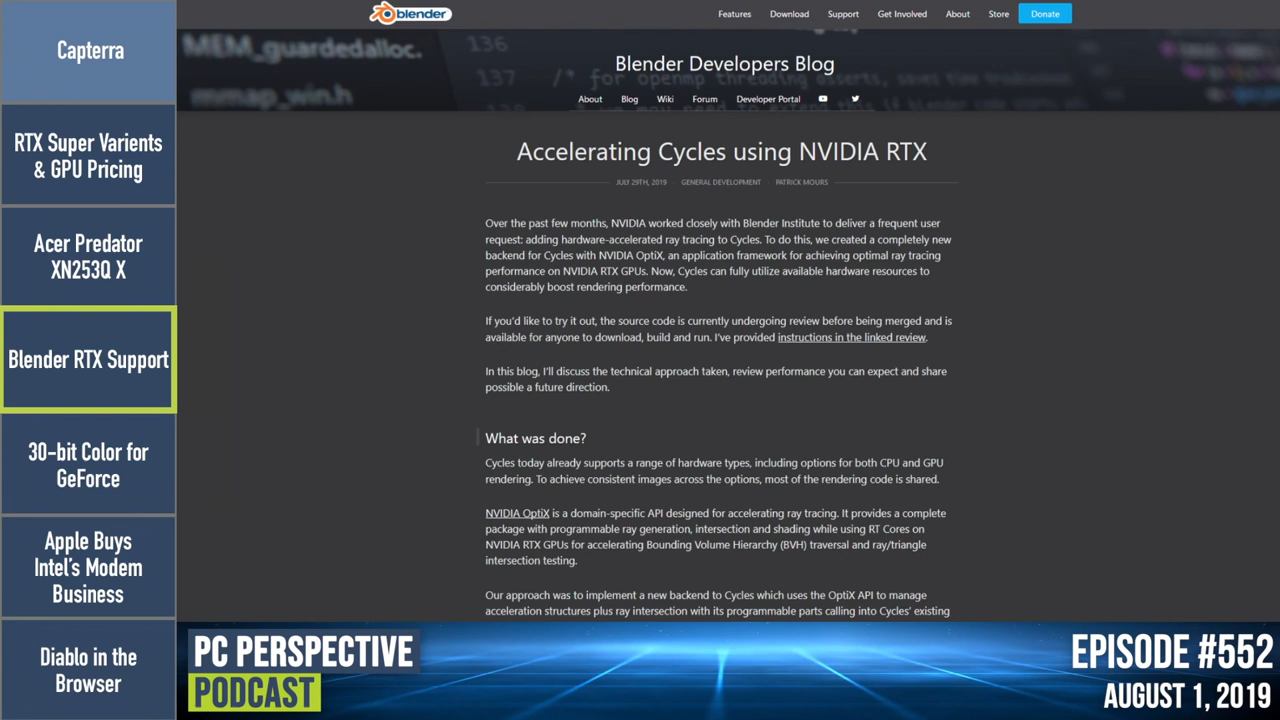 Capterra
RTX Super Varients
& GPU Pricing
Acer Predator
XN253Q X
Blender RTX Support
30-bit Color for
GeForce
Apple Buys
Intel's Modem
Business
Diablo in the
Browser
blender
Features Download Support Get Involved About Store Donate
MEM_guardedalloc. 136
137 /* for openmp threading asserts, saves time troubleshooting
mmap_win.h
Blender Developers Blog
About Blog Wiki Forum Developer Portal
Accelerating Cycles using NVIDIA RTX
JULY 29TH, 2019 GENERAL DEVELOPMENT PATRICK MOURS
Over the past few months, NVIDIA worked closely with Blender Institute to deliver a frequent user
request: adding hardware-accelerated ray tracing to Cycles. To do this, we created a completely new
backend for Cycles with NVIDIA OptiX, an application framework for achieving optimal ray tracing
performance on NVIDIA RTX GPUs. Now, Cycles can fully utilize available hardware resources to
considerably boost rendering performance.
If you'd like to try it out, the source code is currently undergoing review before being merged and is
available for anyone to download, build and run. I've provided instructions in the linked review.
In this blog, I'll discuss the technical approach taken, review performance you can expect and share
possible a future direction.
What was done?
Cycles today already supports a range of hardware types, including options for both CPU and GPU
rendering. To achieve consistent images across the options, most of the rendering code is shared.
NVIDIA OptiX is a domain-specific API designed for accelerating ray tracing. It provides a complete
package with programmable ray generation, intersection and shading while using RT Cores on
NVIDIA RTX GPUs for accelerating Bounding Volume Hierarchy (BVH) traversal and ray/triangle
intersection testing.
Our approach was to implement a new backend to Cycles which uses the OptiX API to manage
acceleration structures plus ray intersection with its programmable parts calling into Cycles' existing
PC PERSPECTIVE
PODCAST
EPISODE #552
AUGUST 1, 2019